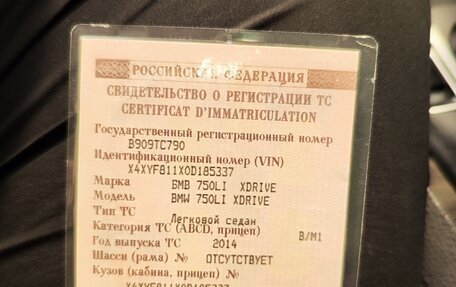 РОССИЙСКАЯ ФЕДЕРАЦИЯ
СВИДЕТЕЛЬСТВО О РЕГИСТРАЦИИ ТС
CERTIFICAT D'IMMATRICULATION
Государственный регистрационный номер
В909ТС790
Идентификационный номер (VIN)
X4XYF811X0D185337
Марка БМВ 750LI XDRIVE
Модель BMW 750LI XDRIVE
Тип ТС Легковой седан
Категория ТС (ABCD, прицеп) B/M1
Год выпуска ТС 2014
Шасси (рама) № ОТСУТСТВУЕТ
Кузов (кабина, прицеп) №
X4XYF811X0D185337